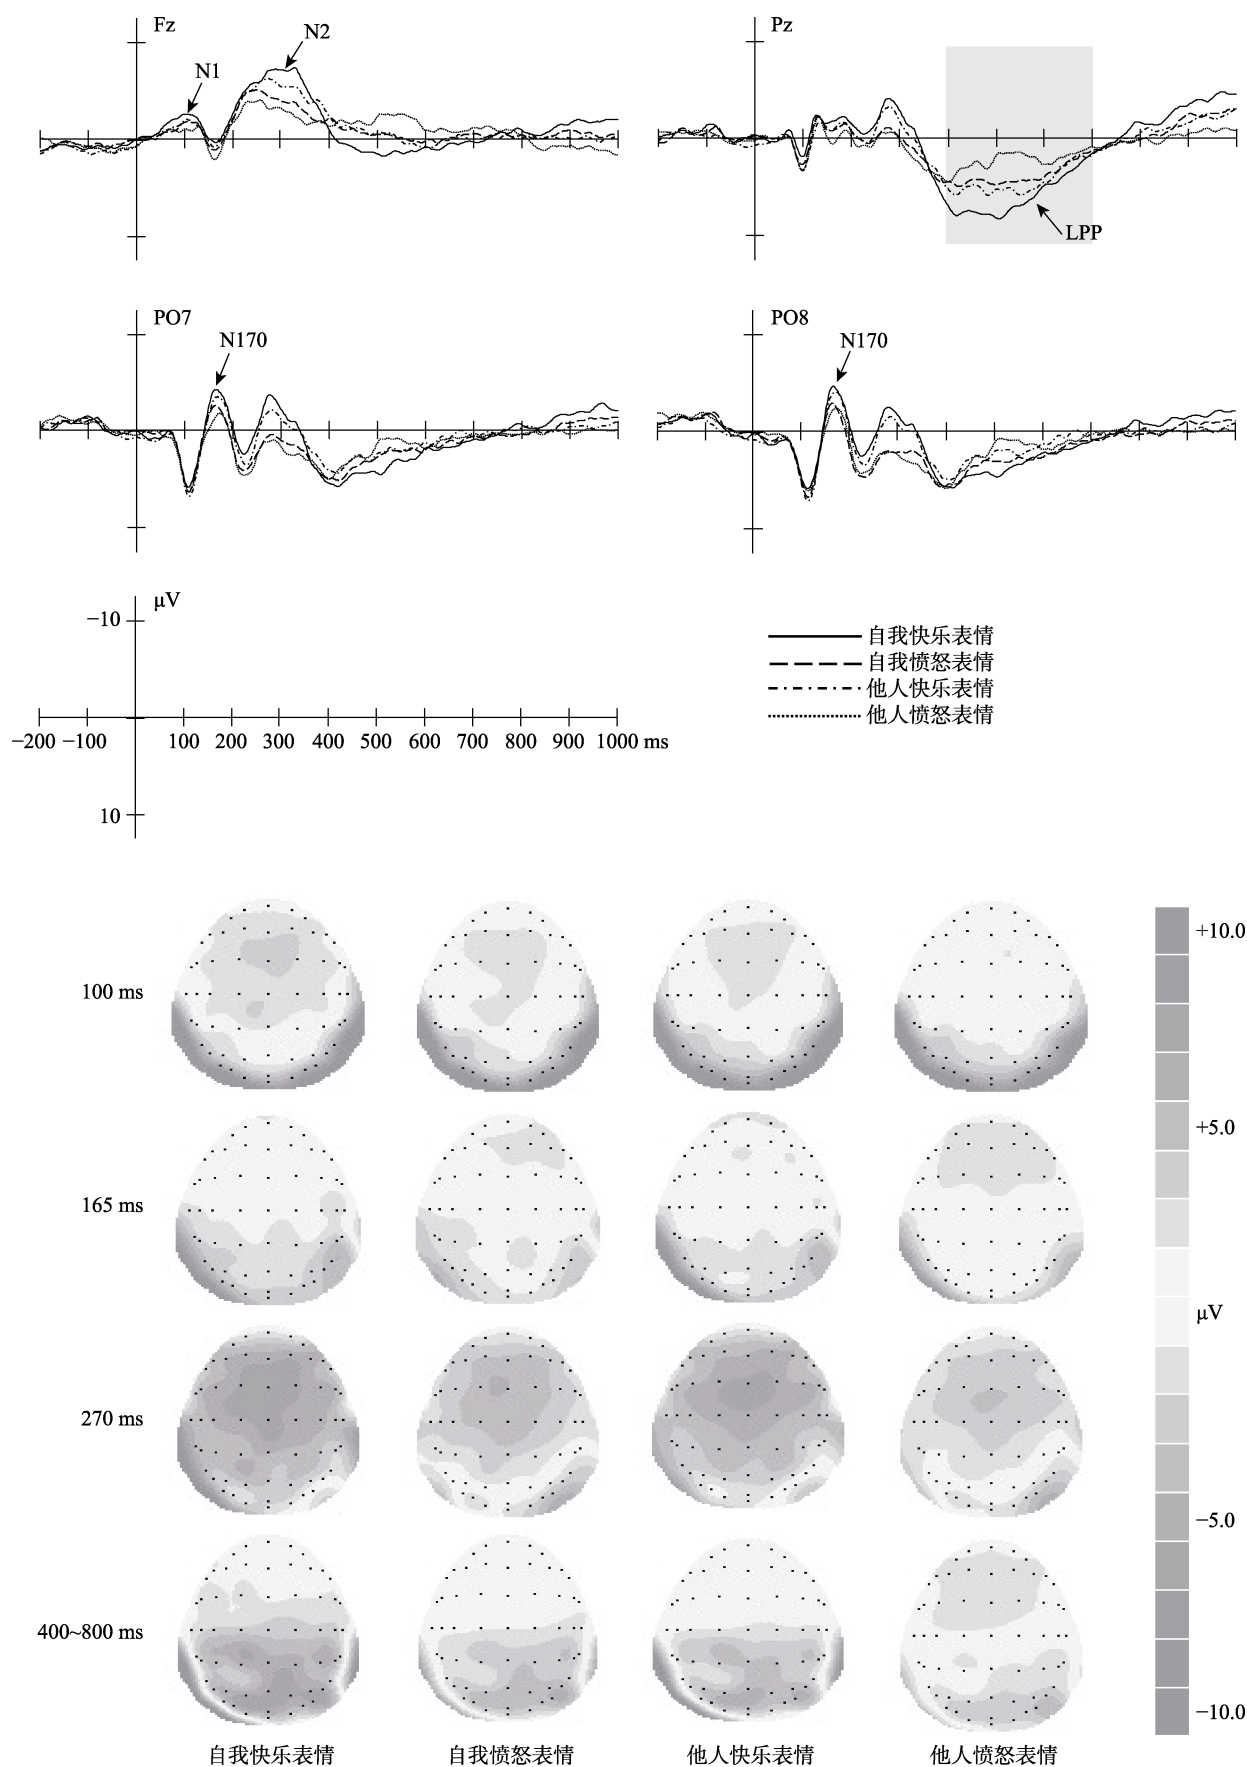 Fz
N2
N1
Pz
LPP
PO7
N170
PO8
N170
μV
−10
−200 −100 100 200 300 400 500 600 700 800 900 1000 ms
10
自我快乐表情
自我愤怒表情
他人快乐表情
他人愤怒表情
100 ms
165 ms
270 ms
400~800 ms
+10.0
+5.0
μV
−5.0
−10.0
自我快乐表情 自我愤怒表情 他人快乐表情 他人愤怒表情